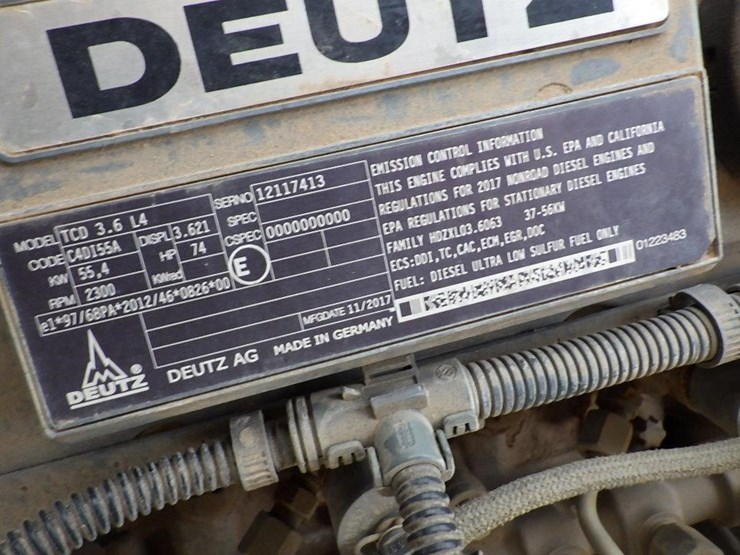 DEUTZ
MODEL TCD 3.6 L4
CODE C4DI55A DISPL 3.621
KW 55,4 HP 74
RPM 2300 KWed
e1*97/68PA*2012/46*0826*00
SERNO 12117413
SPEC
CSPEC 0000000000
E
MFGDATE 11/2017
DEUTZ
DEUTZ AG MADE IN GERMANY
EMISSION CONTROL INFORMATION
THIS ENGINE COMPLIES WITH U.S. EPA AND CALIFORNIA
REGULATIONS FOR 2017 NONROAD DIESEL ENGINES AND
EPA REGULATIONS FOR STATIONARY DIESEL ENGINES
FAMILY HDZXL03.6063 37-56KW
ECS:DDI,TC,CAC,ECM,EGR,DOC
FUEL: DIESEL ULTRA LOW SULFUR FUEL ONLY
01223483